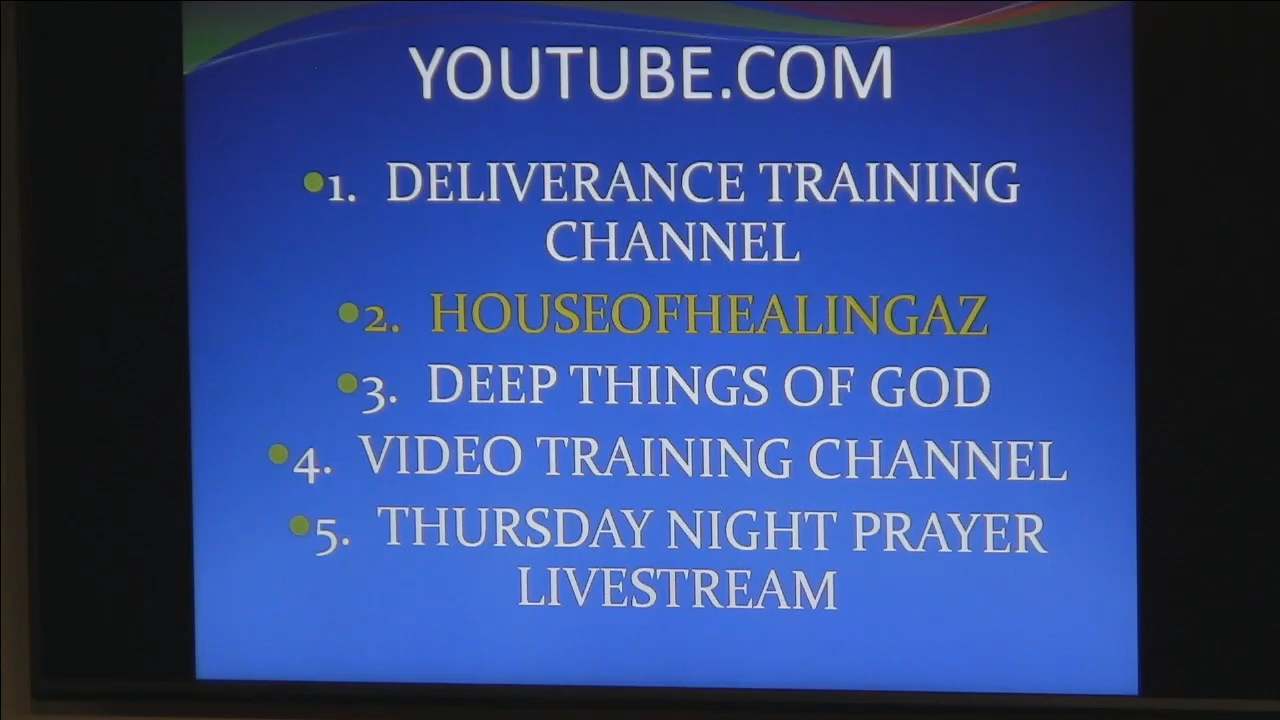 YOUTUBE.COM
•1. DELIVERANCE TRAINING
CHANNEL
•2. HOUSEOFHEALINGAZ
•3. DEEP THINGS OF GOD
•4. VIDEO TRAINING CHANNEL
•5. THURSDAY NIGHT PRAYER
LIVESTREAM